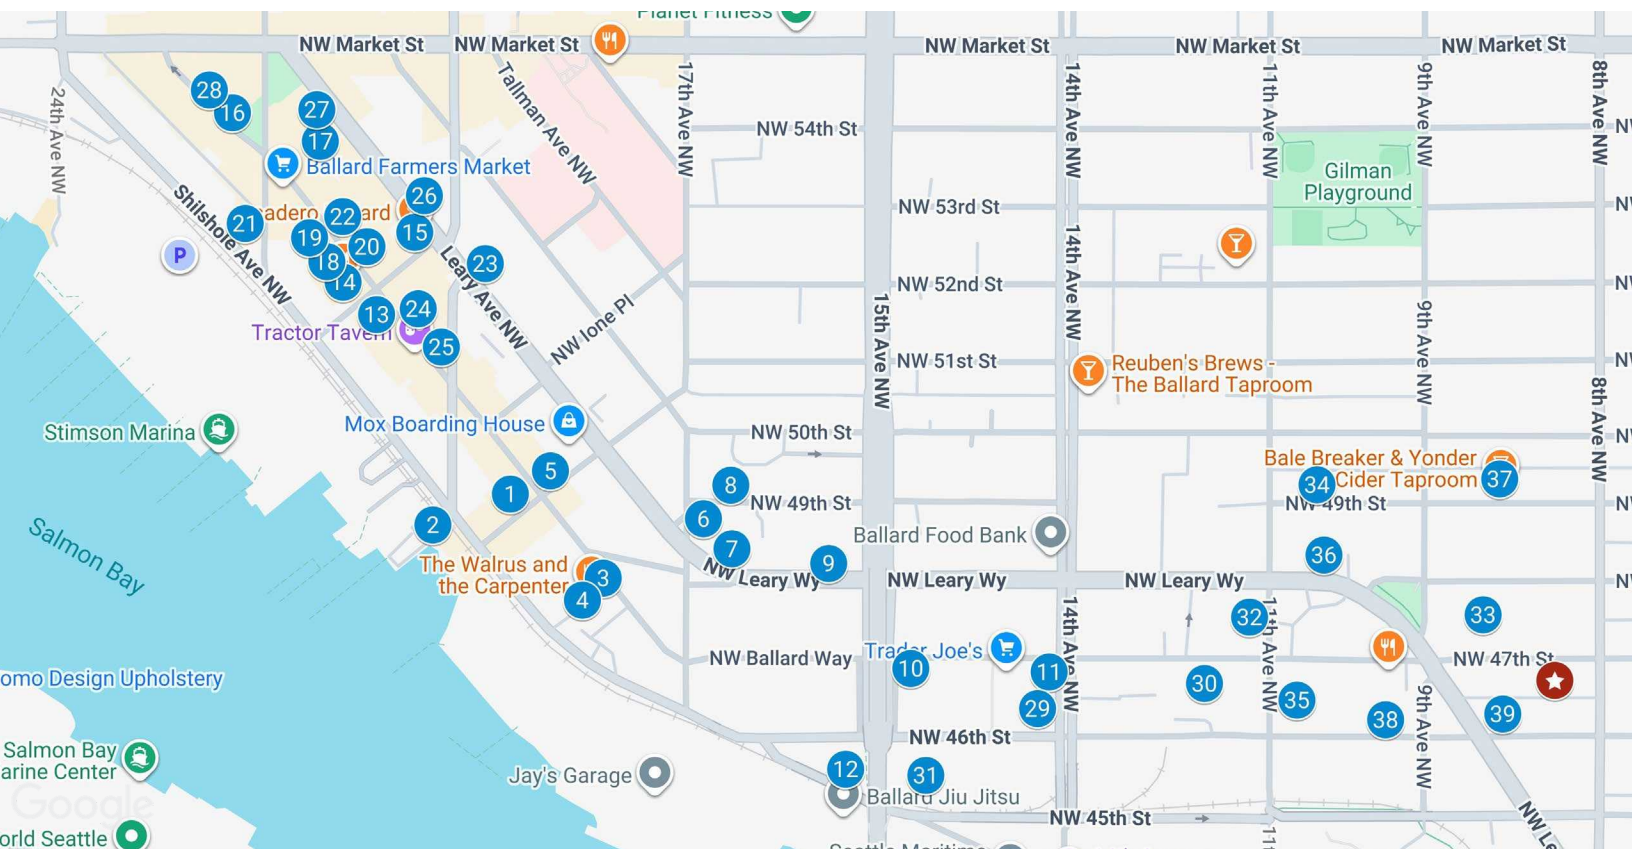 Planet Fitness
NW Market St
NW Market St
NW Market St
NW Market St
NW Market St
24th Ave NW
Tallman Ave NW
17th Ave NW
14th Ave NW
11th Ave NW
9th Ave NW
8th Ave NW
28
16
27
17
NW 54th St
Ballard Farmers Market
Gilman
Playground
Shilshole Ave NW
21
22
26
19
20
15
18
14
23
P
NW 53rd St
14th Ave NW
Leary Ave NW
NW 52nd St
13
24
Tractor Tavern
25
NW Ione Pl
15th Ave NW
9th Ave NW
NW 51st St
Reuben's Brews -
The Ballard Taproom
8th Ave NW
Stimson Marina
Mox Boarding House
NW 50th St
Bale Breaker & Yonder
Cider Taproom
5
1
8
34
37
NW 49th St
NW 49th St
2
6
7
9
Ballard Food Bank
36
Salmon Bay
The Walrus and
the Carpenter
3
4
NW Leary Wy
NW Leary Wy
NW Leary Wy
14th Ave NW
11th Ave NW
32
33
NW Ballard Way
Trader Joe's
NW 47th St
10
11
30
35
29
38
39
9th Ave NW
omo Design Upholstery
NW 46th St
Salmon Bay
arine Center
Google
Jay's Garage
12
31
Ballard Jiu Jitsu
NW 45th St
NW Le
orld Seattle
Seattle Maritime
11t